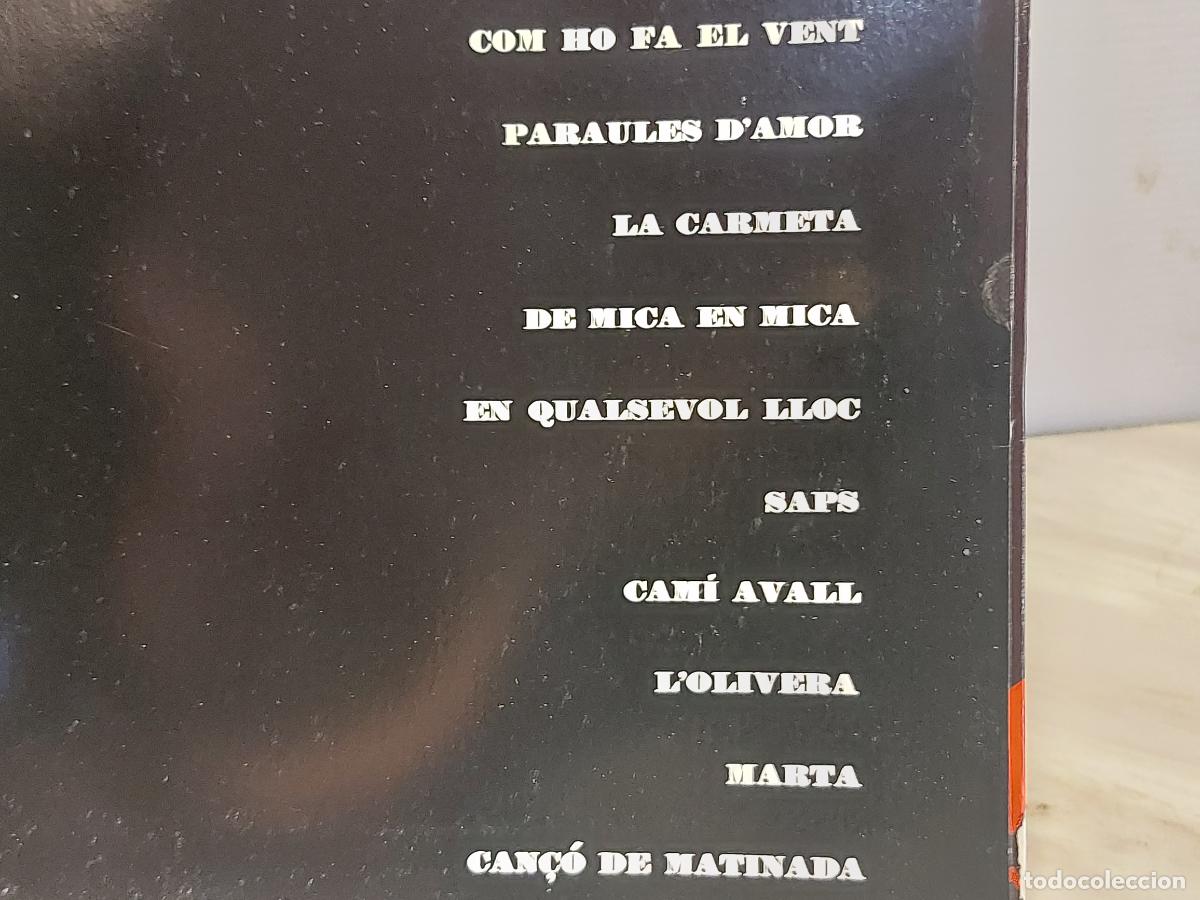 COM HO FA EL VENT
PARAULES D'AMOR
LA CARMETA
DE MICA EN MICA
EN QUALSEVOL LLOC
SAPS
CAMÍ AVALL
L'OLIVERA
MARTA
CANÇÓ DE MATINADA
todocoleccion